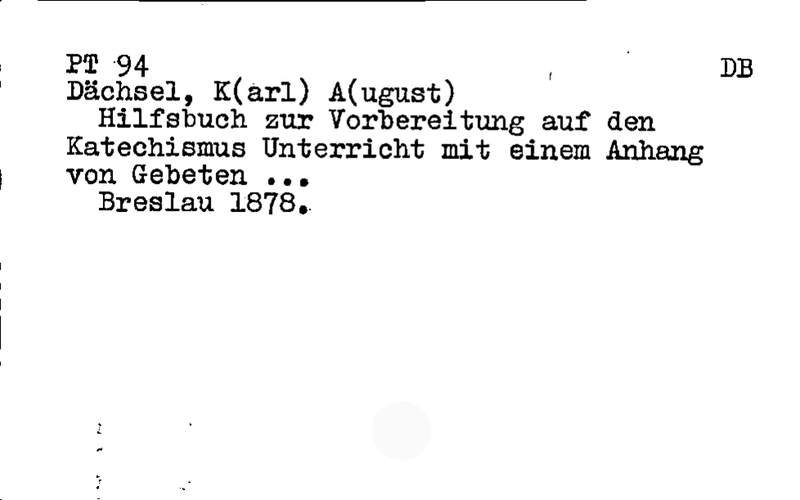 PT 94 DB
Dächsel, K(arl) A(ugust)
Hilfsbuch zur Vorbereitung auf den
Katechismus Unterricht mit einem Anhang
von Gebeten ...
Breslau 1878.